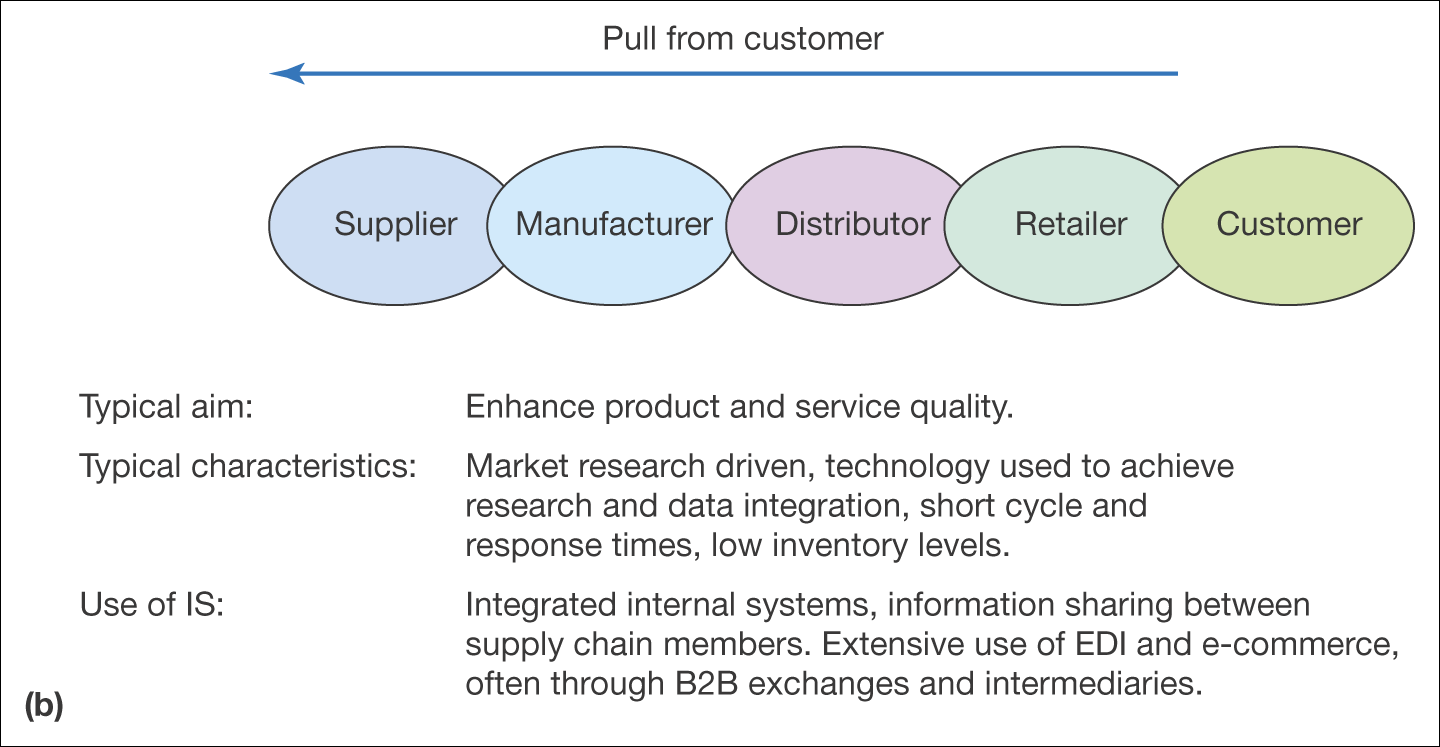 Pull from customer
Supplier Manufacturer Distributor Retailer Customer
Typical aim: Enhance product and service quality.
Typical characteristics: Market research driven, technology used to achieve
research and data integration, short cycle and
response times, low inventory levels.
Use of IS: Integrated internal systems, information sharing between
supply chain members. Extensive use of EDI and e-commerce,
often through B2B exchanges and intermediaries.
(b)